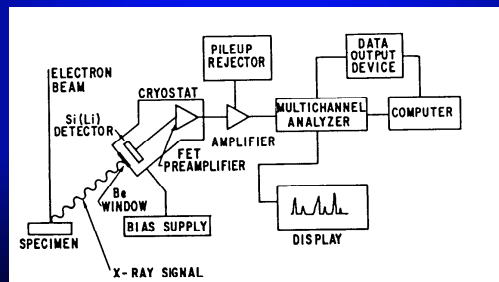 PILEUP
REJECTOR
DATA
OUTPUT
DEVICE
ELECTRON
BEAM
CRYOSTAT
Si(Li)
DETECTOR
MULTICHANNEL
ANALYZER
COMPUTER
AMPLIFIER
FET
PREAMPLIFIER
Be
WINDOW
BIAS SUPPLY
SPECIMEN
DISPLAY
X-RAY SIGNAL